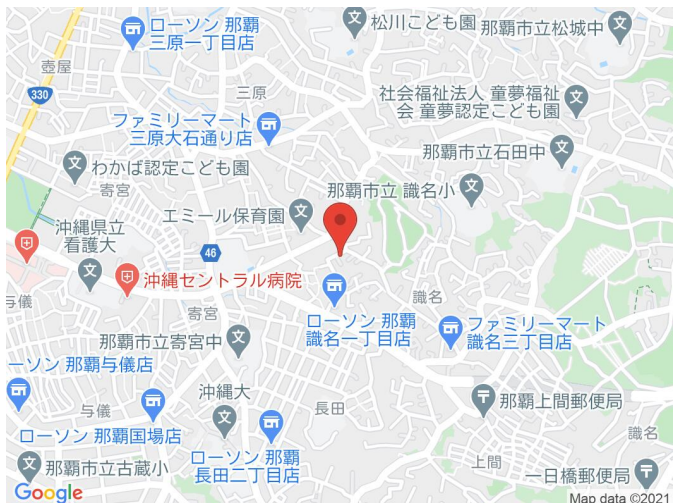 ローソン 那覇
三原一丁目店
松川こども園
那覇市立松城中
壺屋
330
三原
社会福祉法人 童夢福祉
会 童夢認定こども園
ファミリーマート
三原大石通り店
那覇市立石田中
わかば認定こども園
寄宮
那覇市立 識名小
エミール保育園
沖縄県立
看護大
46
沖縄セントラル病院
与儀
寄宮
識名
ローソン 那覇
識名一丁目店
ファミリーマート
識名三丁目店
那覇市立寄宮中
ーソン 那覇与儀店
沖縄大
長田
那覇上間郵便局
与儀
ローソン 那覇国場店
ローソン 那覇
長田二丁目店
識名
上間
那覇市立古蔵小
一日橋郵便局
Google
Map data ©2021